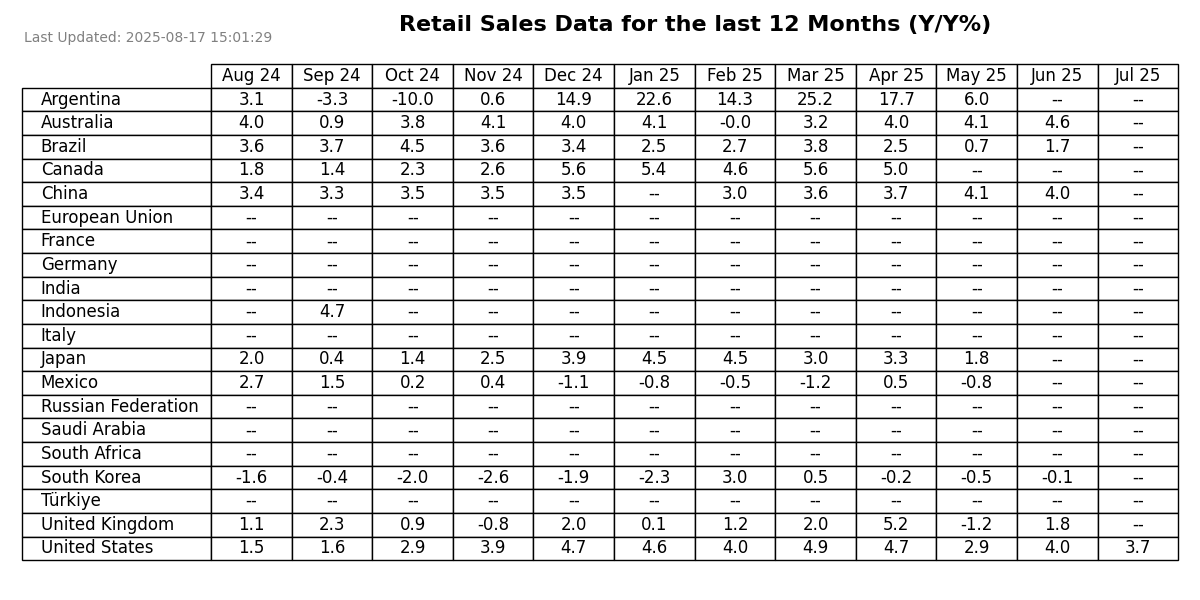 Retail Sales Data for the last 12 Months (Y/Y%)
Last Updated: 2025-08-17 15:01:29
Aug 24 Sep 24 Oct 24 Nov 24 Dec 24 Jan 25 Feb 25 Mar 25 Apr 25 May 25 Jun 25 Jul 25
Argentina 3.1 -3.3 -10.0 0.6 14.9 22.6 14.3 25.2 17.7 6.0 -- --
Australia 4.0 0.9 3.8 4.1 4.0 4.1 -0.0 3.2 4.0 4.1 4.6 --
Brazil 3.6 3.7 4.5 3.6 3.4 2.5 2.7 3.8 2.5 0.7 1.7 --
Canada 1.8 1.4 2.3 2.6 5.6 5.4 4.6 5.6 5.0 -- -- --
China 3.4 3.3 3.5 3.5 3.5 -- 3.0 3.6 3.7 4.1 4.0 --
European Union -- -- -- -- -- -- -- -- -- -- -- --
France -- -- -- -- -- -- -- -- -- -- -- --
Germany -- -- -- -- -- -- -- -- -- -- -- --
India -- -- -- -- -- -- -- -- -- -- -- --
Indonesia -- 4.7 -- -- -- -- -- -- -- -- -- --
Italy -- -- -- -- -- -- -- -- -- -- -- --
Japan 2.0 0.4 1.4 2.5 3.9 4.5 4.5 3.0 3.3 1.8 -- --
Mexico 2.7 1.5 0.2 0.4 -1.1 -0.8 -0.5 -1.2 0.5 -0.8 -- --
Russian Federation -- -- -- -- -- -- -- -- -- -- -- --
Saudi Arabia -- -- -- -- -- -- -- -- -- -- -- --
South Africa -- -- -- -- -- -- -- -- -- -- -- --
South Korea -1.6 -0.4 -2.0 -2.6 -1.9 -2.3 3.0 0.5 -0.2 -0.5 -0.1 --
Türkiye -- -- -- -- -- -- -- -- -- -- -- --
United Kingdom 1.1 2.3 0.9 -0.8 2.0 0.1 1.2 2.0 5.2 -1.2 1.8 --
United States 1.5 1.6 2.9 3.9 4.7 4.6 4.0 4.9 4.7 2.9 4.0 3.7